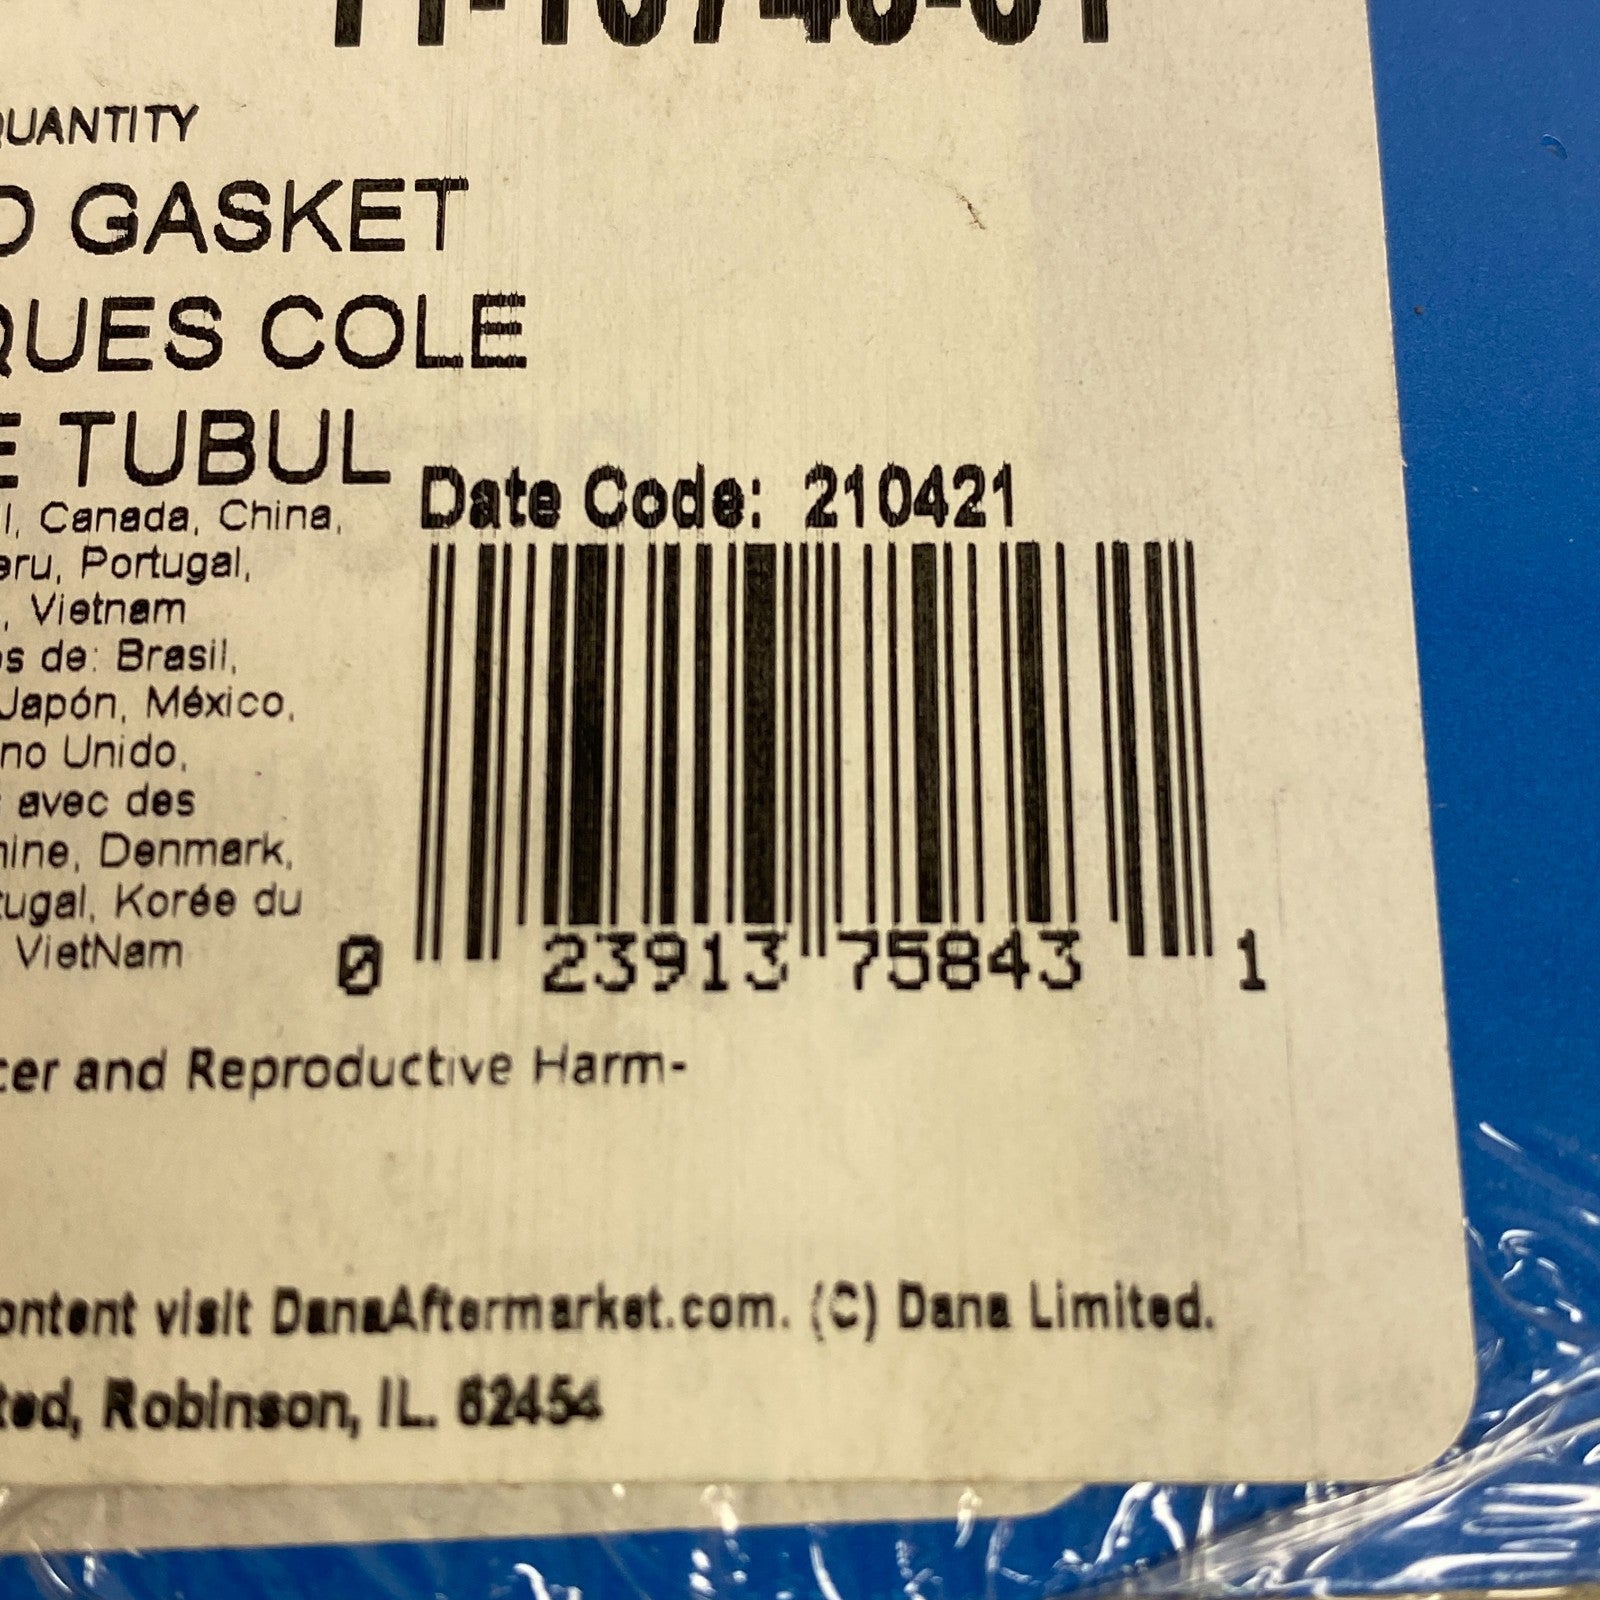 QUANTITY
GASKET
QUES COLE
E TUBUL
Date Code: 210421
l, Canada, China,
eru, Portugal,
, Vietnam
os de: Brasil,
Japón, México,
no Unido,
avec des
hine, Denmark,
tugal, Korée du
VietNam
0 23913 75843 1
cer and Reproductive Harm-
ontent visit DanaAftermarket.com. (C) Dana Limited.
ted, Robinson, IL. 62454